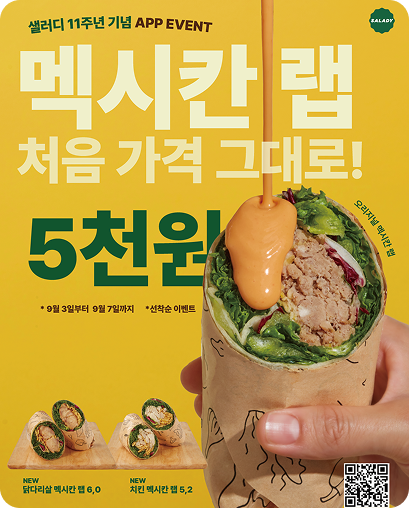 샐러디 11주년 기념 APP EVENT
SALADY
멕시칸 랩
처음 가격 그대로!
5천원
오리지널 멕시칸 랩
* 9월 3일부터 9월 7일까지 *선착순 이벤트
NEW
닭다리살 멕시칸 랩 6,0
NEW
치킨 멕시칸 랩 5,2